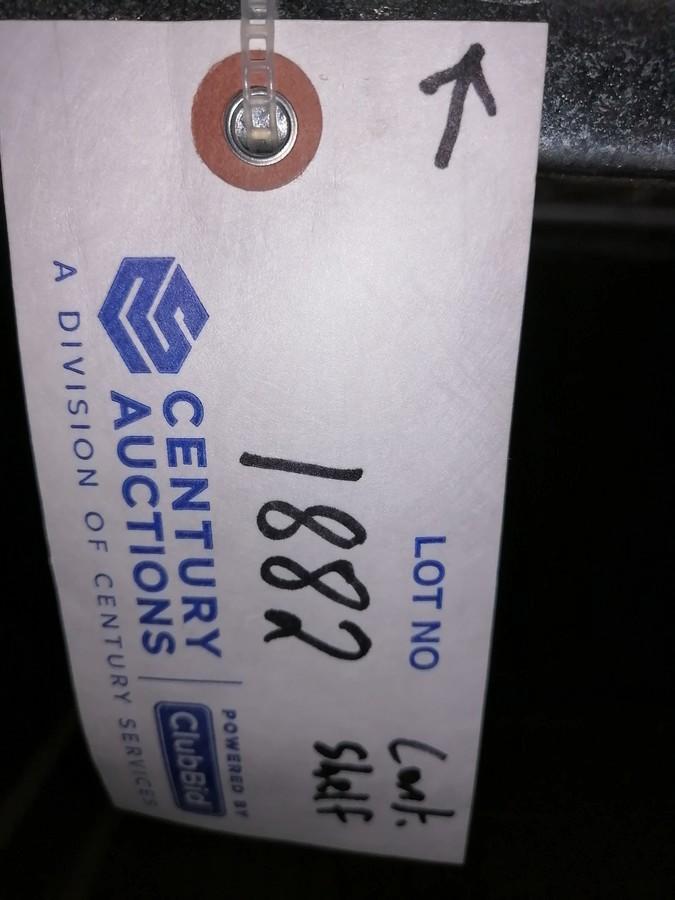 LOT NO
Cont.
Shelf
1882
CENTURY
AUCTIONS
POWERED BY
ClubBid
A DIVISION OF CENTURY SERVICES